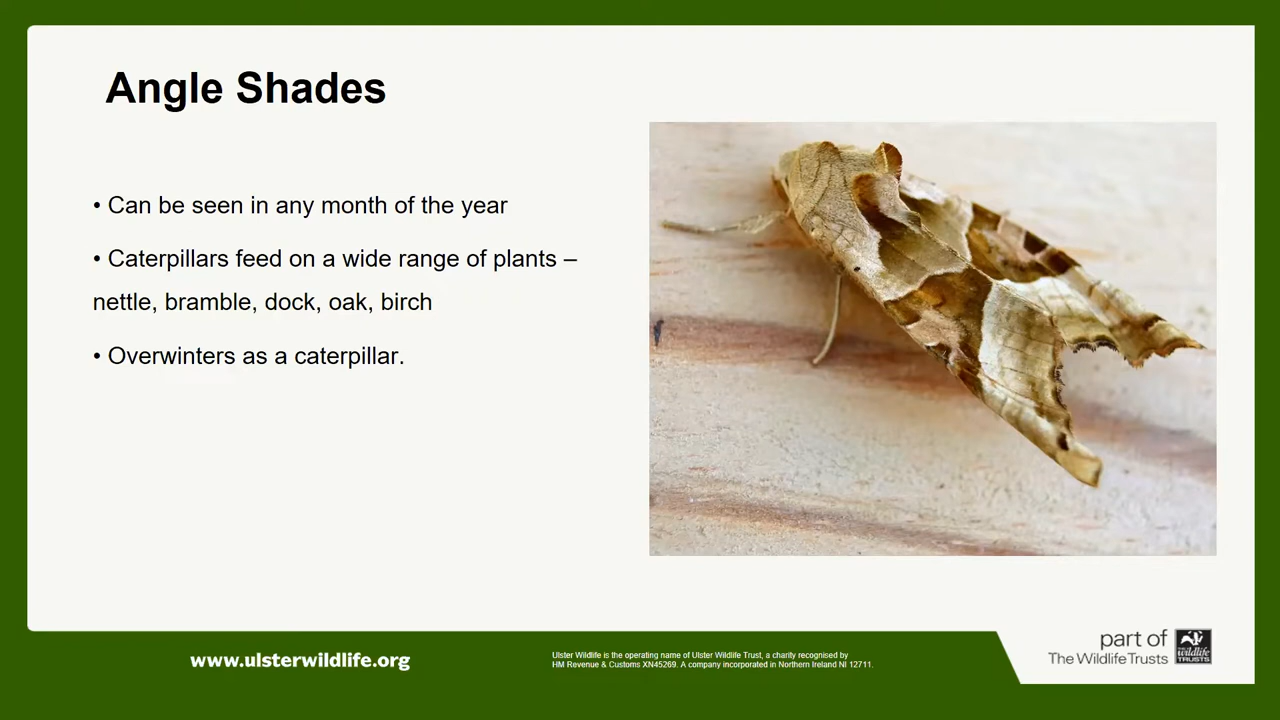 Angle Shades
• Can be seen in any month of the year
• Caterpillars feed on a wide range of plants –
nettle, bramble, dock, oak, birch
• Overwinters as a caterpillar.
www.ulsterwildlife.org
Ulster Wildlife is the operating name of Ulster Wildlife Trust, a charity recognised by
HM Revenue & Customs XN45269. A company incorporated in Northern Ireland NI 12711.
part of
The Wildlife Trusts
THE
wildlife
TRUSTS